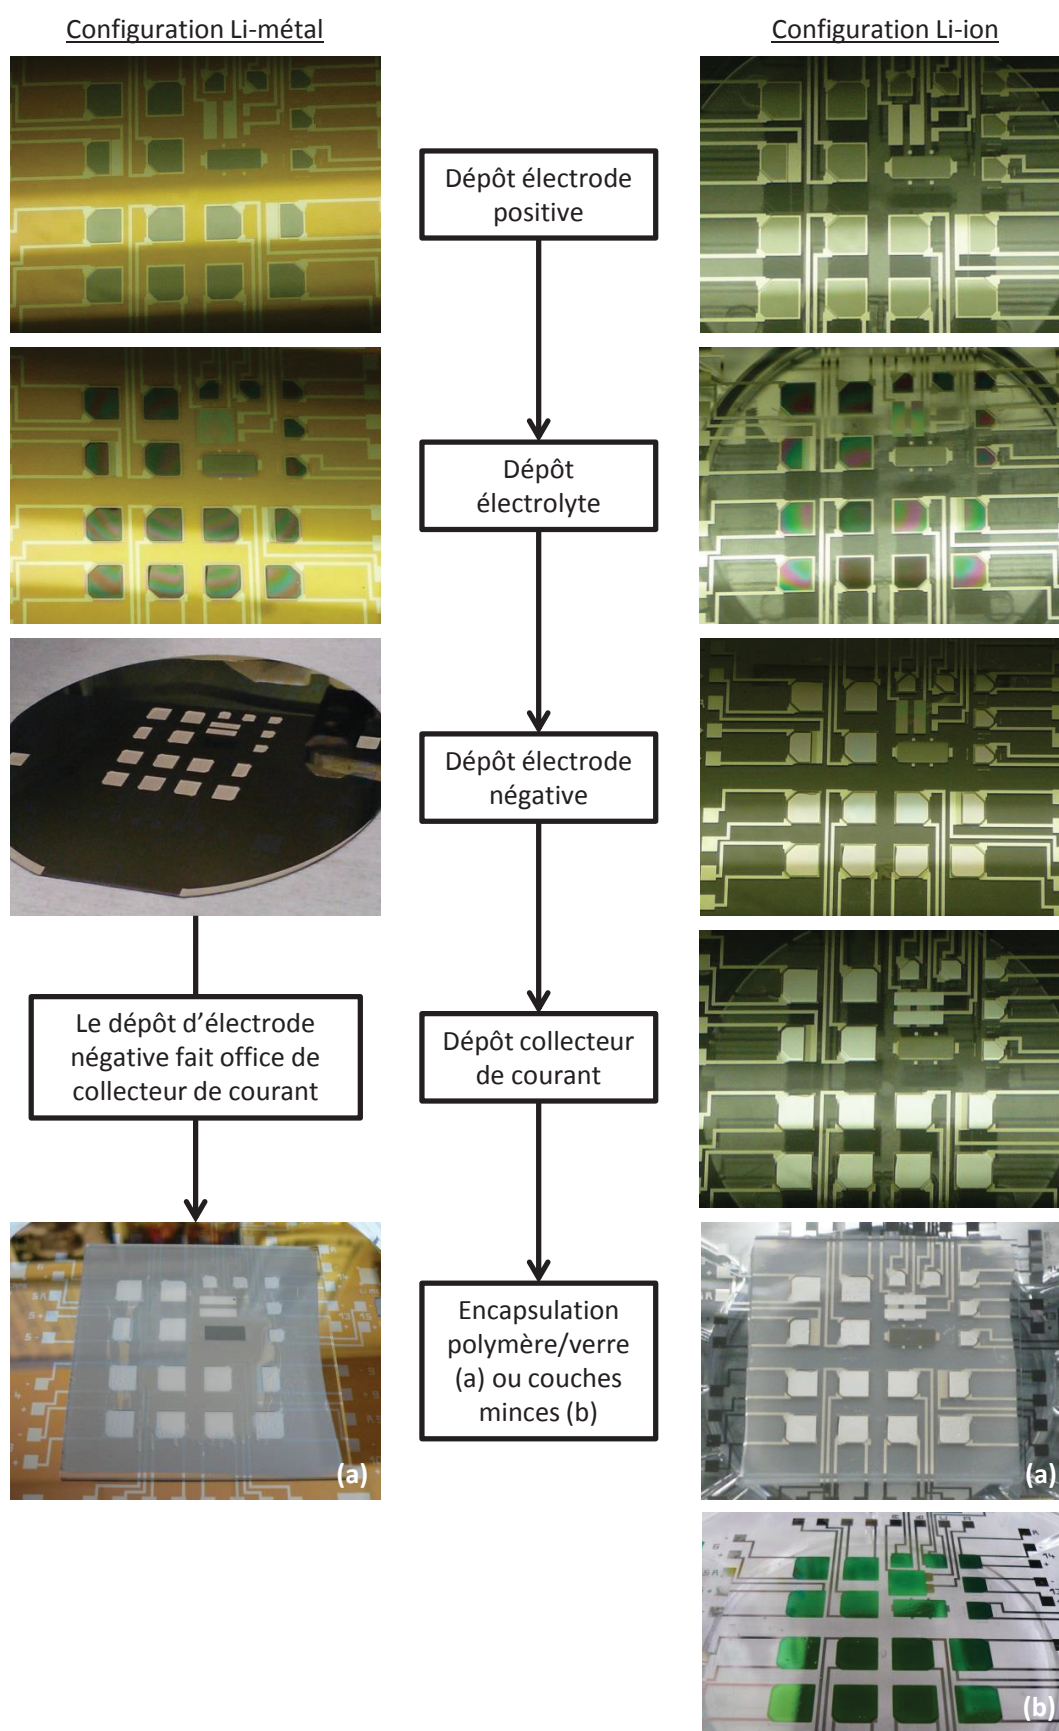 Configuration Li-métal
Configuration Li-ion
Dépôt électrode
positive
Dépôt
électrolyte
Dépôt électrode
négative
Le dépôt d'électrode
négative fait office de
collecteur de courant
Dépôt collecteur
de courant
Encapsulation
polymère/verre
(a) ou couches
minces (b)
(a)
(a)
(b)